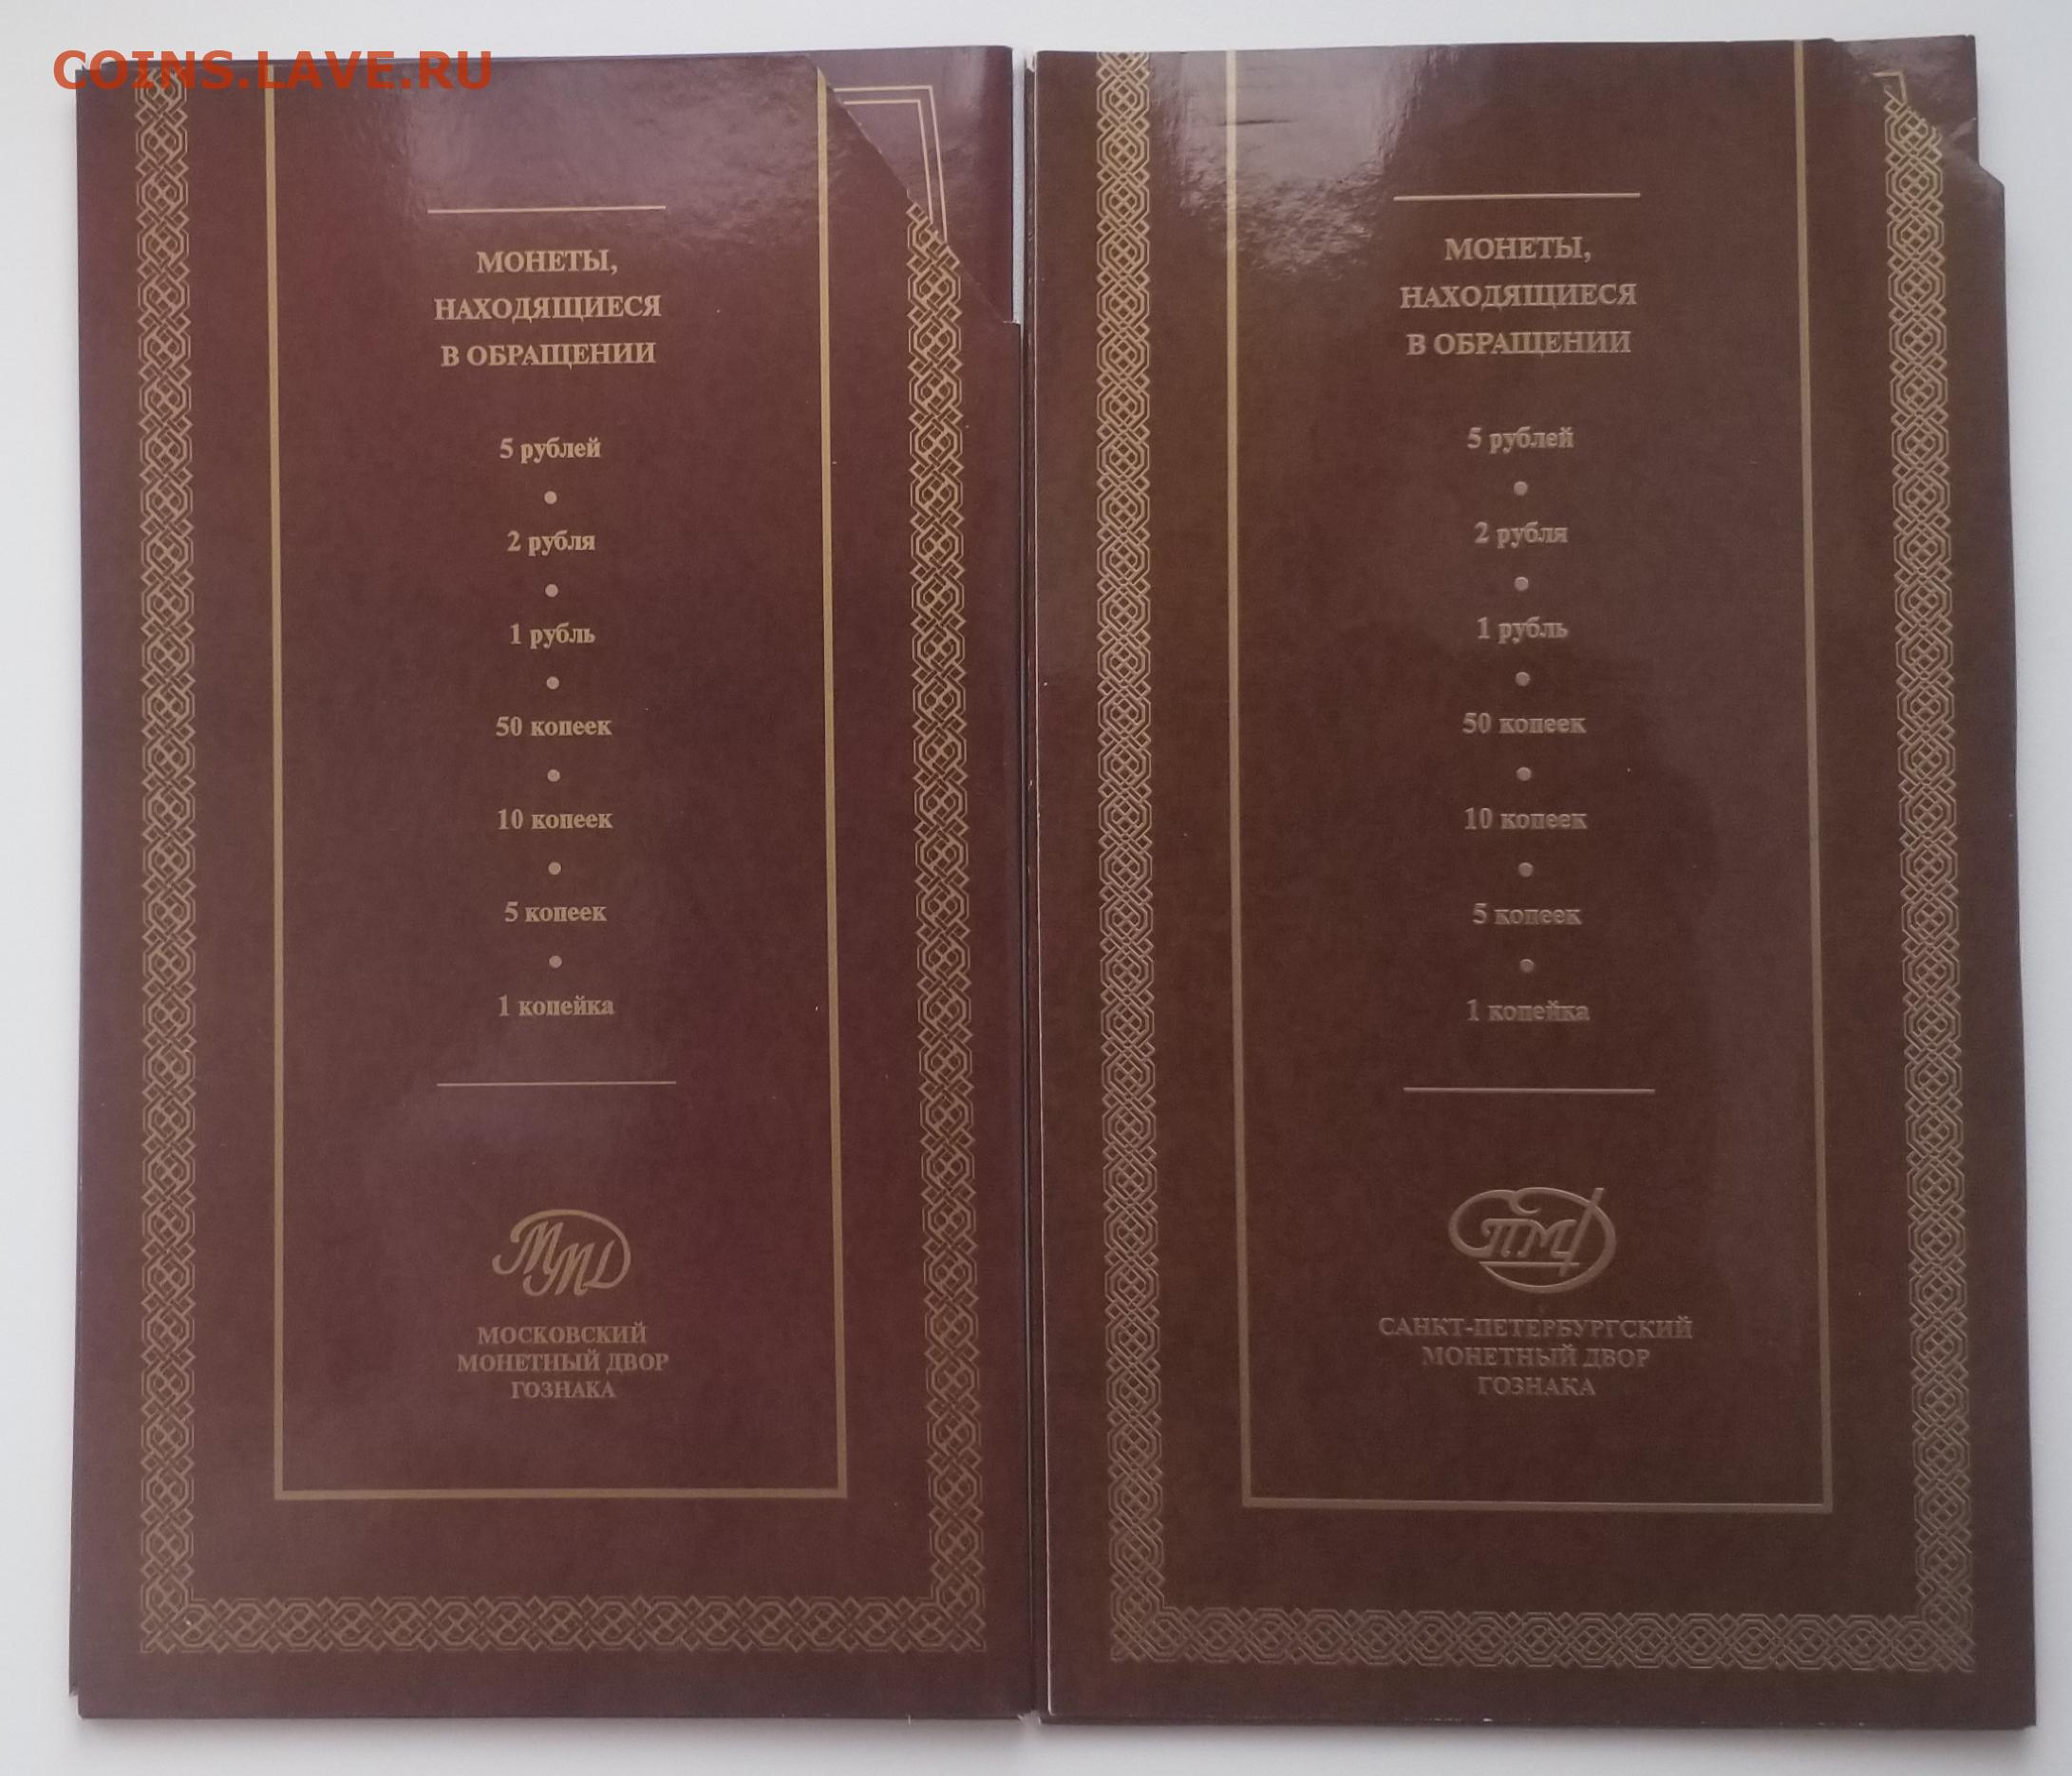 COINS.LAVE.RU
МОНЕТЫ,
НАХОДЯЩИЕСЯ
В ОБРАЩЕНИИ
5 рублей
2 рубля
1 рубль
50 копеек
10 копеек
5 копеек
1 копейка
ММД
МОСКОВСКИЙ
МОНЕТНЫЙ ДВОР
ГОЗНАКА
МОНЕТЫ,
НАХОДЯЩИЕСЯ
В ОБРАЩЕНИИ
5 рублей
2 рубля
1 рубль
50 копеек
10 копеек
5 копеек
1 копейка
СПМД
САНКТ-ПЕТЕРБУРГСКИЙ
МОНЕТНЫЙ ДВОР
ГОЗНАКА